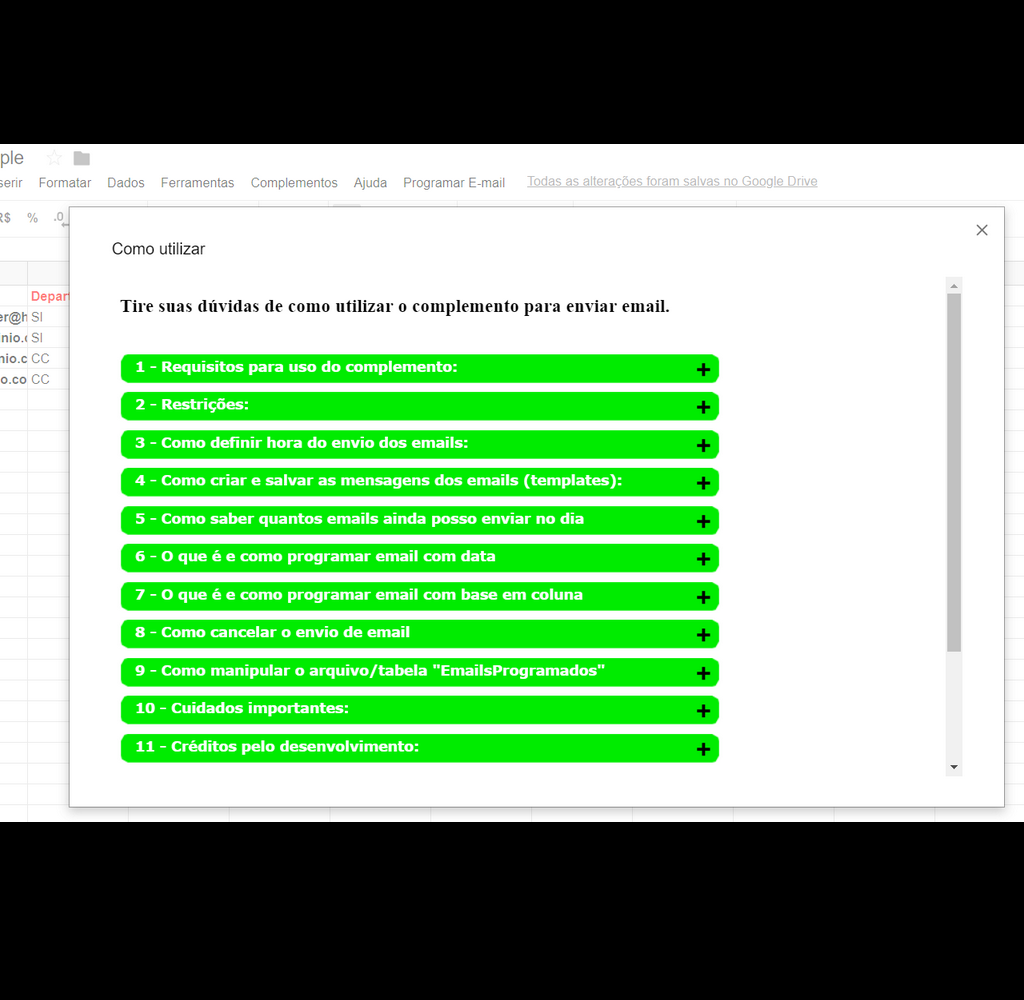 ple
serir Formatar Dados Ferramentas Complementos Ajuda Programar E-mail Todas as alterações foram salvas no Google Drive
R$ % .0
Como utilizar
Tire suas dúvidas de como utilizar o complemento para enviar email.
Depart
er@h SI
nio.c SI
nio.c CC
o.co CC
1 - Requisitos para uso do complemento: +
2 - Restrições: +
3 - Como definir hora do envio dos emails: +
4 - Como criar e salvar as mensagens dos emails (templates): +
5 - Como saber quantos emails ainda posso enviar no dia +
6 - O que é e como programar email com data +
7 - O que é e como programar email com base em coluna +
8 - Como cancelar o envio de email +
9 - Como manipular o arquivo/tabela "EmailsProgramados" +
10 - Cuidados importantes: +
11 - Créditos pelo desenvolvimento: +